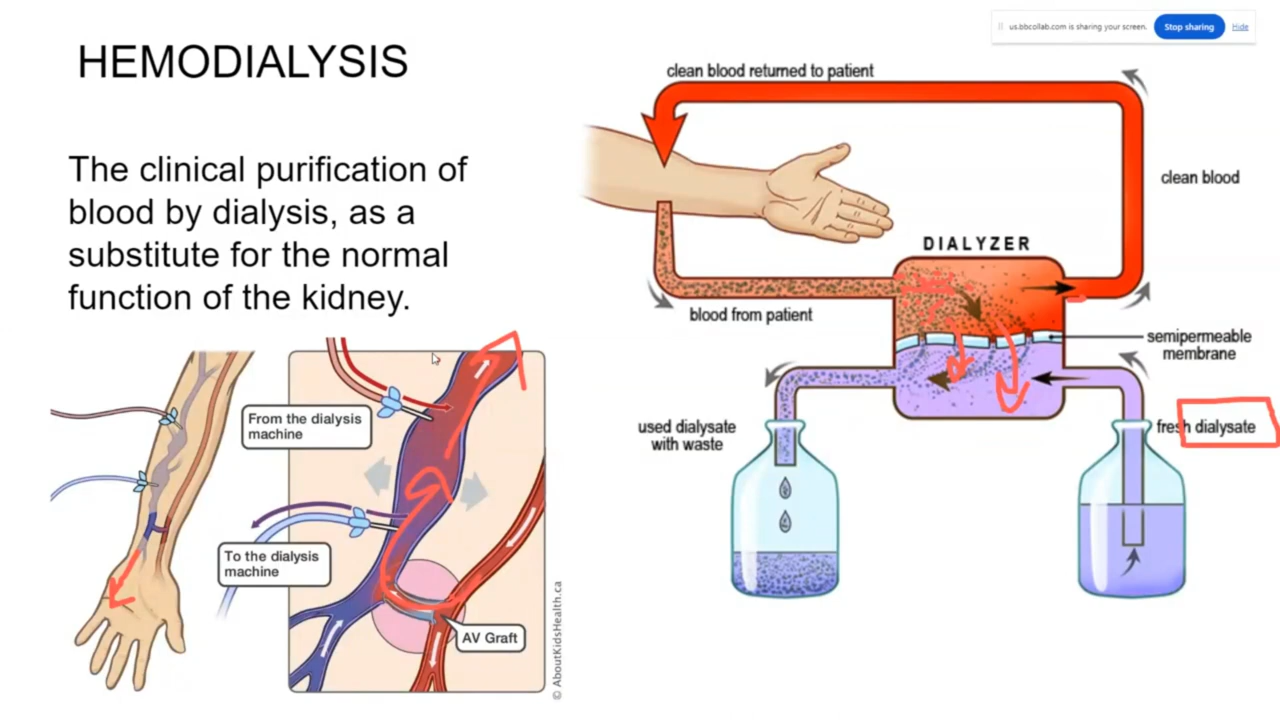 us.bbcollab.com is sharing your screen.
Stop sharing
Hide
HEMODIALYSIS
The clinical purification of
blood by dialysis, as a
substitute for the normal
function of the kidney.
From the dialysis
machine
To the dialysis
machine
AV Graft
© AboutKidsHealth.ca
clean blood returned to patient
clean blood
DIALYZER
blood from patient
semipermeable
membrane
used dialysate
with waste
fresh dialysate